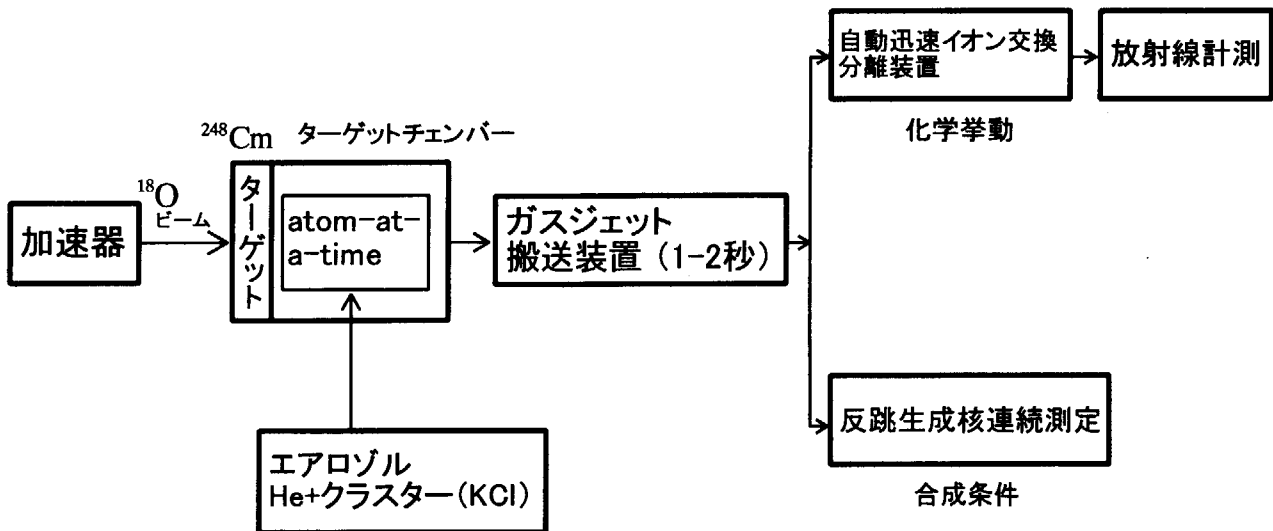 自動迅速イオン交換
分離装置
放射線計測
化学挙動
²⁴⁸Cm ターゲットチェンバー
¹⁸O
ビーム
加速器
ターゲット
atom-at-
a-time
ガスジェット
搬送装置（1-2秒）
反跳生成核連続測定
合成条件
エアロゾル
He+クラスター(KCl)